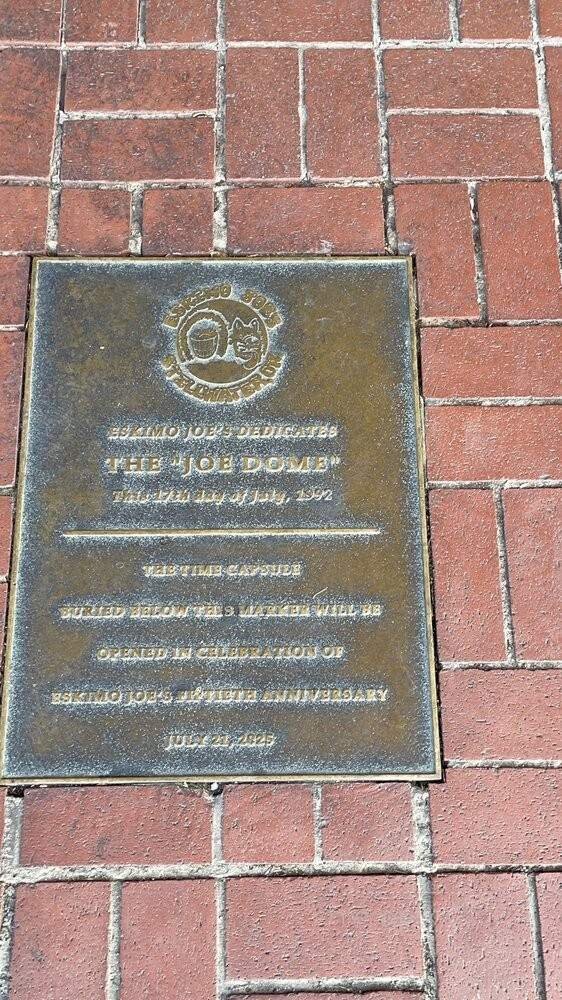 ESKIMO JOE'S
STILLWATER OK
ESKIMO JOE'S DEDICATES
THE "JOE DOME"
This 17th day of July, 1992
THE TIME CAPSULE
BURIED BELOW THIS MARKER WILL BE
OPENED IN CELEBRATION OF
ESKIMO JOE'S FIFTIETH ANNIVERSARY
JULY 21, 2025